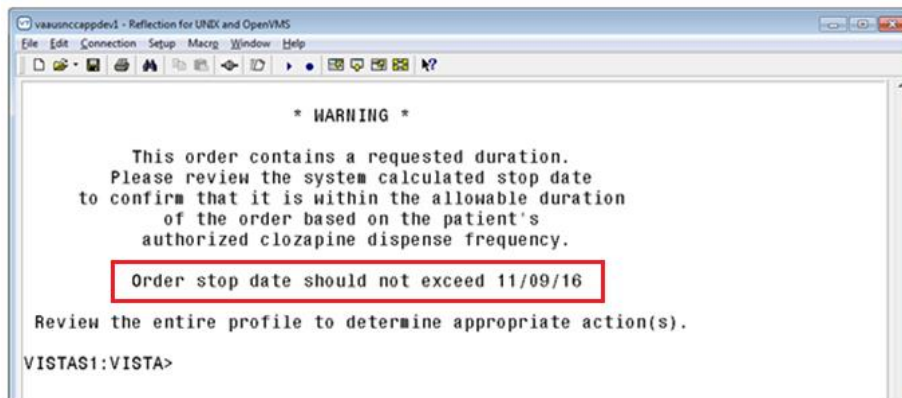 vaausnccappdev1 - Reflection for UNIX and OpenVMS
File Edit Connection Setup Macro Window Help
* WARNING *
This order contains a requested duration.
Please review the system calculated stop date
to confirm that it is within the allowable duration
of the order based on the patient's
authorized clozapine dispense frequency.
Order stop date should not exceed 11/09/16
Review the entire profile to determine appropriate action(s).
VISTAS1:VISTA>